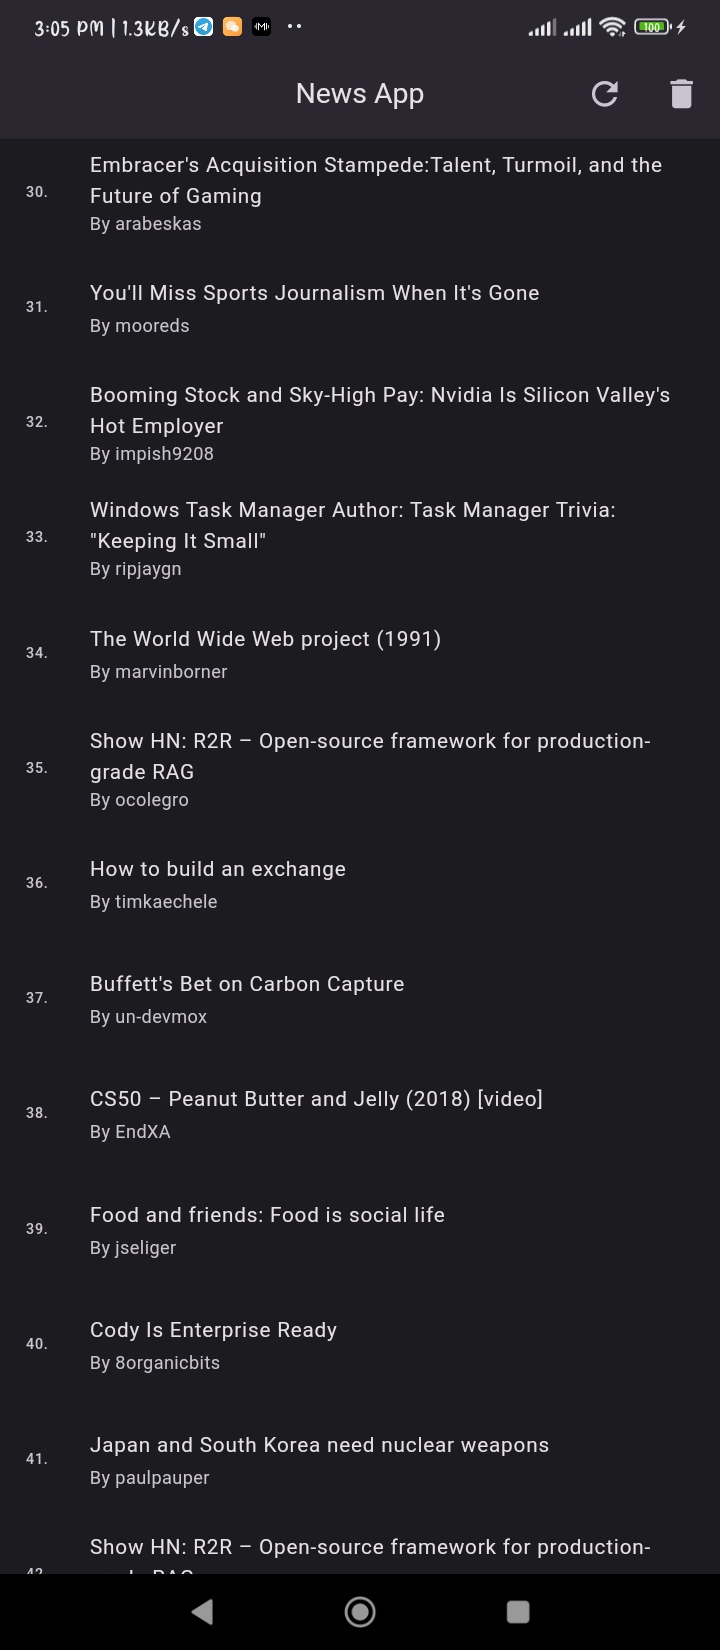 3:05 PM | 1.3KB/s
100
News App
30.
Embracer's Acquisition Stampede:Talent, Turmoil, and the
Future of Gaming
By arabeskas
31.
You'll Miss Sports Journalism When It's Gone
By mooreds
32.
Booming Stock and Sky-High Pay: Nvidia Is Silicon Valley's
Hot Employer
By impish9208
33.
Windows Task Manager Author: Task Manager Trivia:
"Keeping It Small"
By ripjaygn
34.
The World Wide Web project (1991)
By marvinborner
35.
Show HN: R2R – Open-source framework for production-
grade RAG
By ocolegro
36.
How to build an exchange
By timkaechele
37.
Buffett's Bet on Carbon Capture
By un-devmox
38.
CS50 – Peanut Butter and Jelly (2018) [video]
By EndXA
39.
Food and friends: Food is social life
By jseliger
40.
Cody Is Enterprise Ready
By 8organicbits
41.
Japan and South Korea need nuclear weapons
By paulpauper
42.
Show HN: R2R – Open-source framework for production-
grade RAG